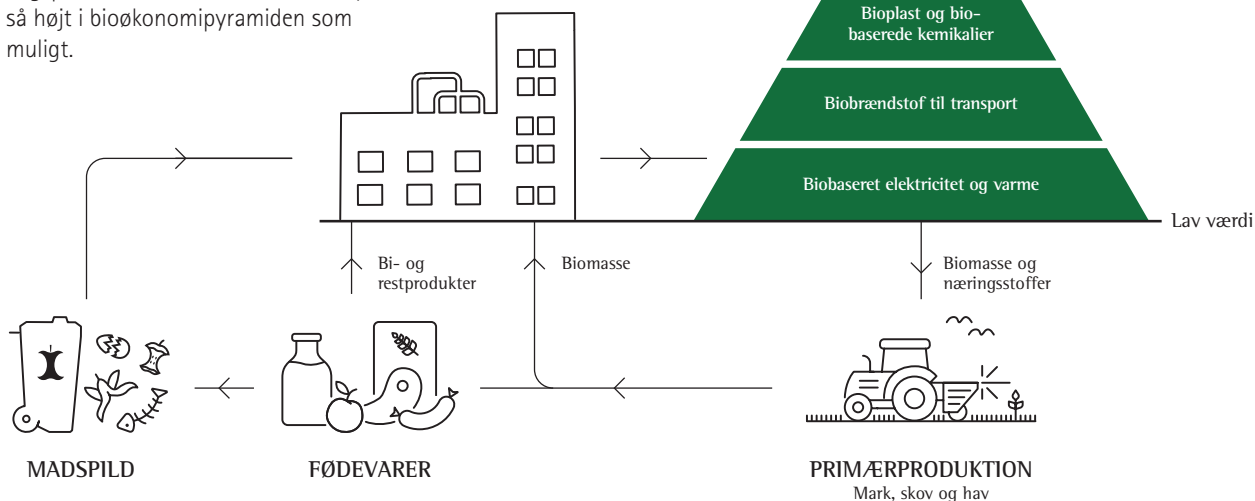 så højt i bioøkonomipyramiden som
muligt.
Bioplast og bio-
baserede kemikalier
Biobrændstof til transport
Biobaseret elektricitet og varme
Lav værdi
Bi- og
restprodukter
Biomasse
Biomasse og
næringsstoffer
MADSPILD
FØDEVARER
PRIMÆRPRODUKTION
Mark, skov og hav